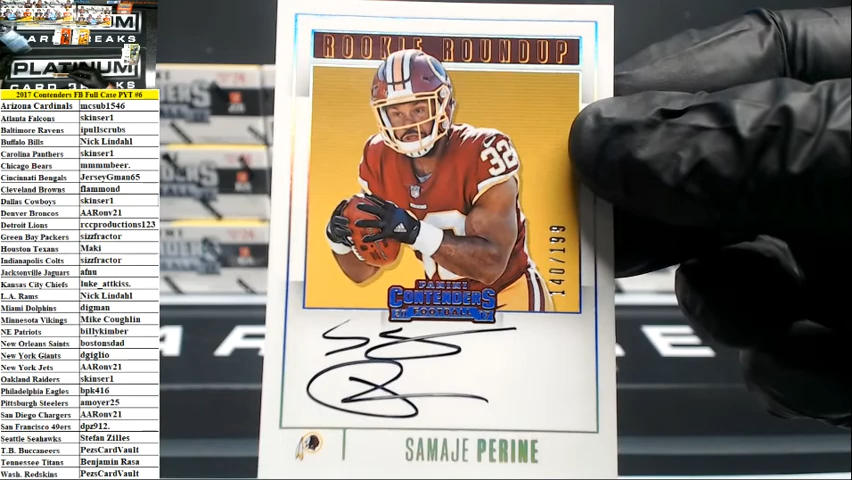 PLATINUM
CARD BREAKS
2017 Contenders FB Full Case PYT #6
Arizona Cardinals mcsub1546
Atlanta Falcons skinser1
Baltimore Ravens ipullscrubs
Buffalo Bills Nick Lindahl
Carolina Panthers skinser1
Chicago Bears mmmmbeer.
Cincinnati Bengals JerseyGman65
Cleveland Browns flammond
Dallas Cowboys skinser1
Denver Broncos AARonv21
Detroit Lions rccproductions123
Green Bay Packers sizzfractor
Houston Texans Maki
Indianapolis Colts sizzfractor
Jacksonville Jaguars afnu
Kansas City Chiefs luke_attkiss.
L.A. Rams Nick Lindahl
Miami Dolphins digman
Minnesota Vikings Mike Coughlin
NE Patriots billykimber
New Orleans Saints bostonsdad
New York Giants dgiglio
New York Jets AARonv21
Oakland Raiders skinser1
Philadelphia Eagles bpk416
Pittsburgh Steelers amoyer25
San Diego Chargers AARonv21
San Francisco 49ers dpz912.
Seattle Seahawks Stefan Zilles
T.B. Buccaneers PezsCardVault
Tennessee Titans Benjamin Rasa
Wash. Redskins PezsCardVault
ROOKIE ROUNDUP
32
140/199
PANINI
CONTENDERS
FOOTBALL
SAMAJE PERINE